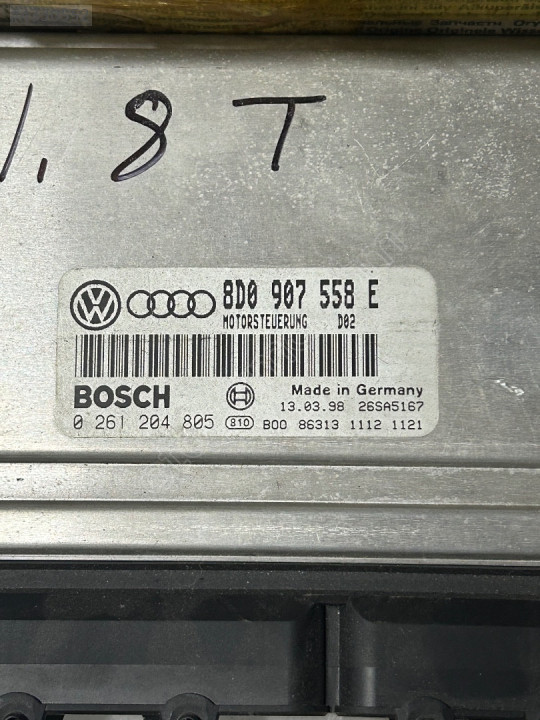 1.8 T
8D0 907 558 E
MOTORSTEUERUNG D02
BOSCH
Made in Germany
13.03.98 26SA5167
0 261 204 805 810 B00 86313 1112 1121